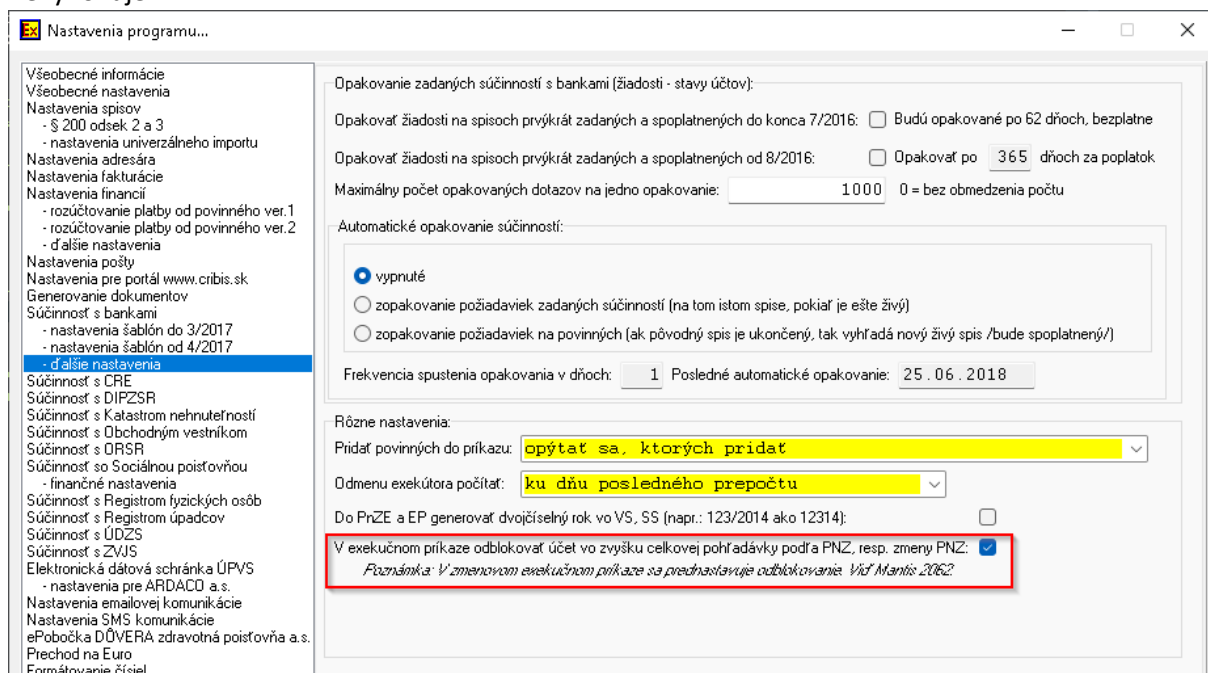 Nastavenia programu...
Všeobecné informácie
Všeobecné nastavenia
Nastavenia spisov
- § 200 odsek 2 a 3
- nastavenia univerzálneho importu
Nastavenia adresára
Nastavenia fakturácie
Nastavenia financií
- rozúčtovanie platby od povinného ver.1
- rozúčtovanie platby od povinného ver.2
- ďalšie nastavenia
Nastavenia pošty
Nastavenia pre portál www.cribis.sk
Generovanie dokumentov
Súčinnosť s bankami
- nastavenia šablón do 3/2017
- nastavenia šablón od 4/2017
- ďalšie nastavenia
Súčinnosť s CRE
Súčinnosť s DIPZSR
Súčinnosť s Katastrom nehnuteľností
Súčinnosť s Obchodným vestníkom
Súčinnosť s ORSR
Súčinnosť so Sociálnou poisťovňou
- finančné nastavenia
Súčinnosť s Registrom fyzických osôb
Súčinnosť s Registrom úpadcov
Súčinnosť s ÚDZS
Súčinnosť s ZVJS
Elektronická dátová schránka ÚPVS
- nastavenia pre ARDACO a.s.
Nastavenia emailovej komunikácie
Nastavenia SMS komunikácie
ePobočka DÔVERA zdravotná poisťovňa a.s.
Prechod na Euro
Formátovanie čísiel
Opakovanie zadaných súčinností s bankami (žiadosti - stavy účtov):
Opakovať žiadosti na spisoch prvýkrát zadaných a spoplatnených do konca 7/2016: Budú opakované po 62 dňoch, bezplatne
Opakovať žiadosti na spisoch prvýkrát zadaných a spoplatnených od 8/2016: Opakovať po 365 dňoch za poplatok
Maximálny počet opakovaných dotazov na jedno opakovanie: 1000 0 = bez obmedzenia počtu
Automatické opakovanie súčinností:
vypnuté
zopakovanie požiadaviek zadaných súčinností (na tom istom spise, pokiaľ je ešte živý)
zopakovanie požiadaviek na povinných (ak pôvodný spis je ukončený, tak vyhľadá nový živý spis /bude spoplatnený/)
Frekvencia spustenia opakovania v dňoch: 1 Posledné automatické opakovanie: 25.06.2018
Rôzne nastavenia:
Pridať povinných do príkazu: opýtať sa, ktorých pridať
Odmenu exekútora počítať: ku dňu posledného prepočtu
Do PnZE a EP generovať dvojčíselný rok vo VS, SS (napr.: 123/2014 ako 12314):
V exekučnom príkaze odblokovať účet vo zvyšku celkovej pohľadávky podľa PNZ, resp. zmeny PNZ:
Poznámka: V zmenovom exekučnom príkaze sa prednastavuje odblokovanie. Viď Mantis 2062.